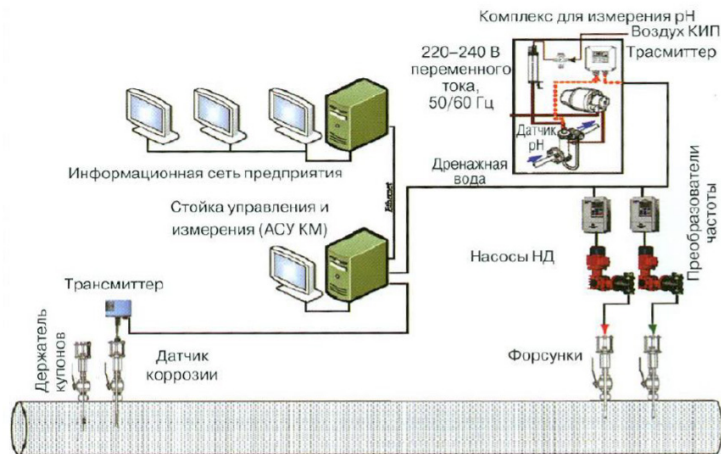 Комплекс для измерения pH
Воздух КИП
Трасмиттер
220–240 В
переменного
тока,
50/60 Гц
Датчик
pH
Информационная сеть предприятия
Дренажная
вода
Ethernet
Стойка управления и
измерения (АСУ КМ)
Преобразователи
частоты
Насосы НД
Трансмиттер
Держатель
купонов
Датчик
коррозии
Форсунки